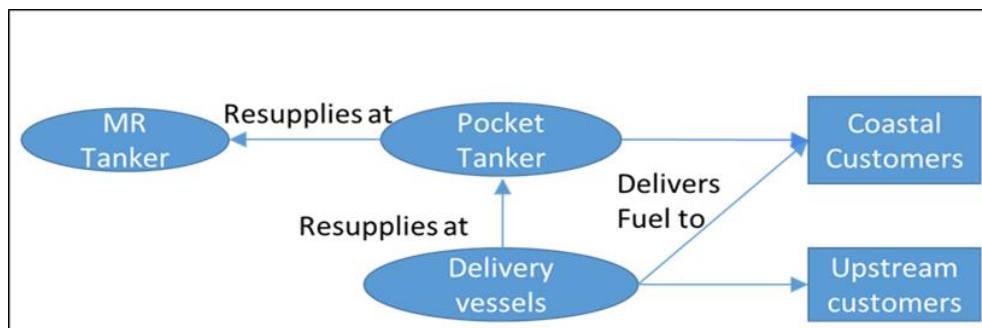 MR
Tanker
Resupplies at
Pocket
Tanker
Coastal
Customers
Resupplies at
Delivers
Fuel to
Delivery
vessels
Upstream
customers